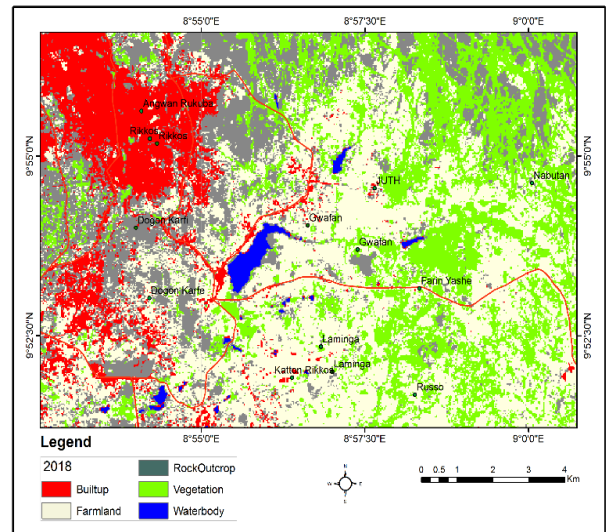 8°55'0"E 8°57'30"E 9°0'0"E
9°55'0"N 9°55'0"N
9°52'30"N 9°52'30"N
Angwan Rukuba
Rikkos
Rikkos
Nabutan
JUTH
Dogon Karfi
Gwafan
Gwafan
Farin Yashe
Dogon Karfe
Laminga
Laminga
Katten Rikkos
Russo
8°55'0"E 8°57'30"E 9°0'0"E
Legend
2018
Builtup
Farmland
RockOutcrop
Vegetation
Waterbody
N
W E
S
0 0.5 1 2 3 4
Km